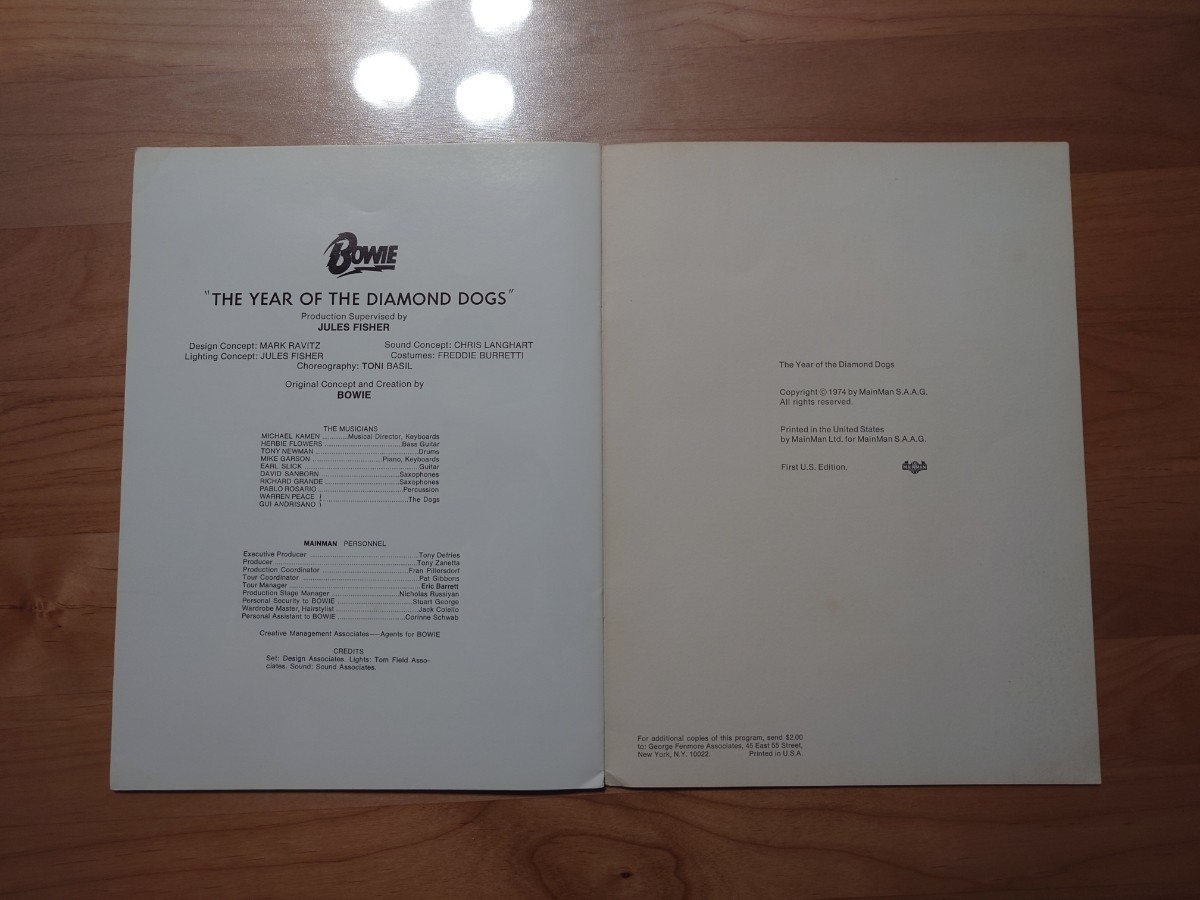 BOWIE
"THE YEAR OF THE DIAMOND DOGS"
Production Supervised by
JULES FISHER
Design Concept: MARK RAVITZ Sound Concept: CHRIS LANGHART
Lighting Concept: JULES FISHER Costumes: FREDDIE BURRETTI
Choreography: TONI BASIL
Original Concept and Creation by
BOWIE
THE MUSICIANS
MICHAEL KAMEN ............Musical Director, Keyboards
HERBIE FLOWERS ............Bass Guitar
TONY NEWMAN ............Drums
MIKE GARSON ............Piano, Keyboards
EARL SLICK ............Guitar
DAVID SANBORN ............Saxophones
RICHARD GRANDE ............Saxophones
PABLO ROSARIO ............Percussion
WARREN PEACE } ............The Dogs
GUI ANDRISANO }
MAINMAN PERSONNEL
Executive Producer ............Tony Defries
Producer ............Tony Zanetta
Production Coordinator ............Fran Pillersdorf
Tour Coordinator ............Pat Gibbons
Tour Manager ............Eric Barrett
Production Stage Manager ............Nicholas Russiyan
Personal Security to BOWIE ............Stuart George
Wardrobe Master, Hairstylist ............Jack Colello
Personal Assistant to BOWIE ............Corinne Schwab
Creative Management Associates—Agents for BOWIE
CREDITS
Set: Design Associates. Lights: Tom Field Asso-
ciates. Sound: Sound Associates.
The Year of the Diamond Dogs
Copyright © 1974 by MainMan S.A.A.G.
All rights reserved.
Printed in the United States
by MainMan Ltd. for MainMan S.A.A.G.
First U.S. Edition. MAINMAN
For additional copies of this program, send $2.00
to: George Fenmore Associates, 45 East 55 Street,
New York, N.Y. 10022. Printed in U.S.A.